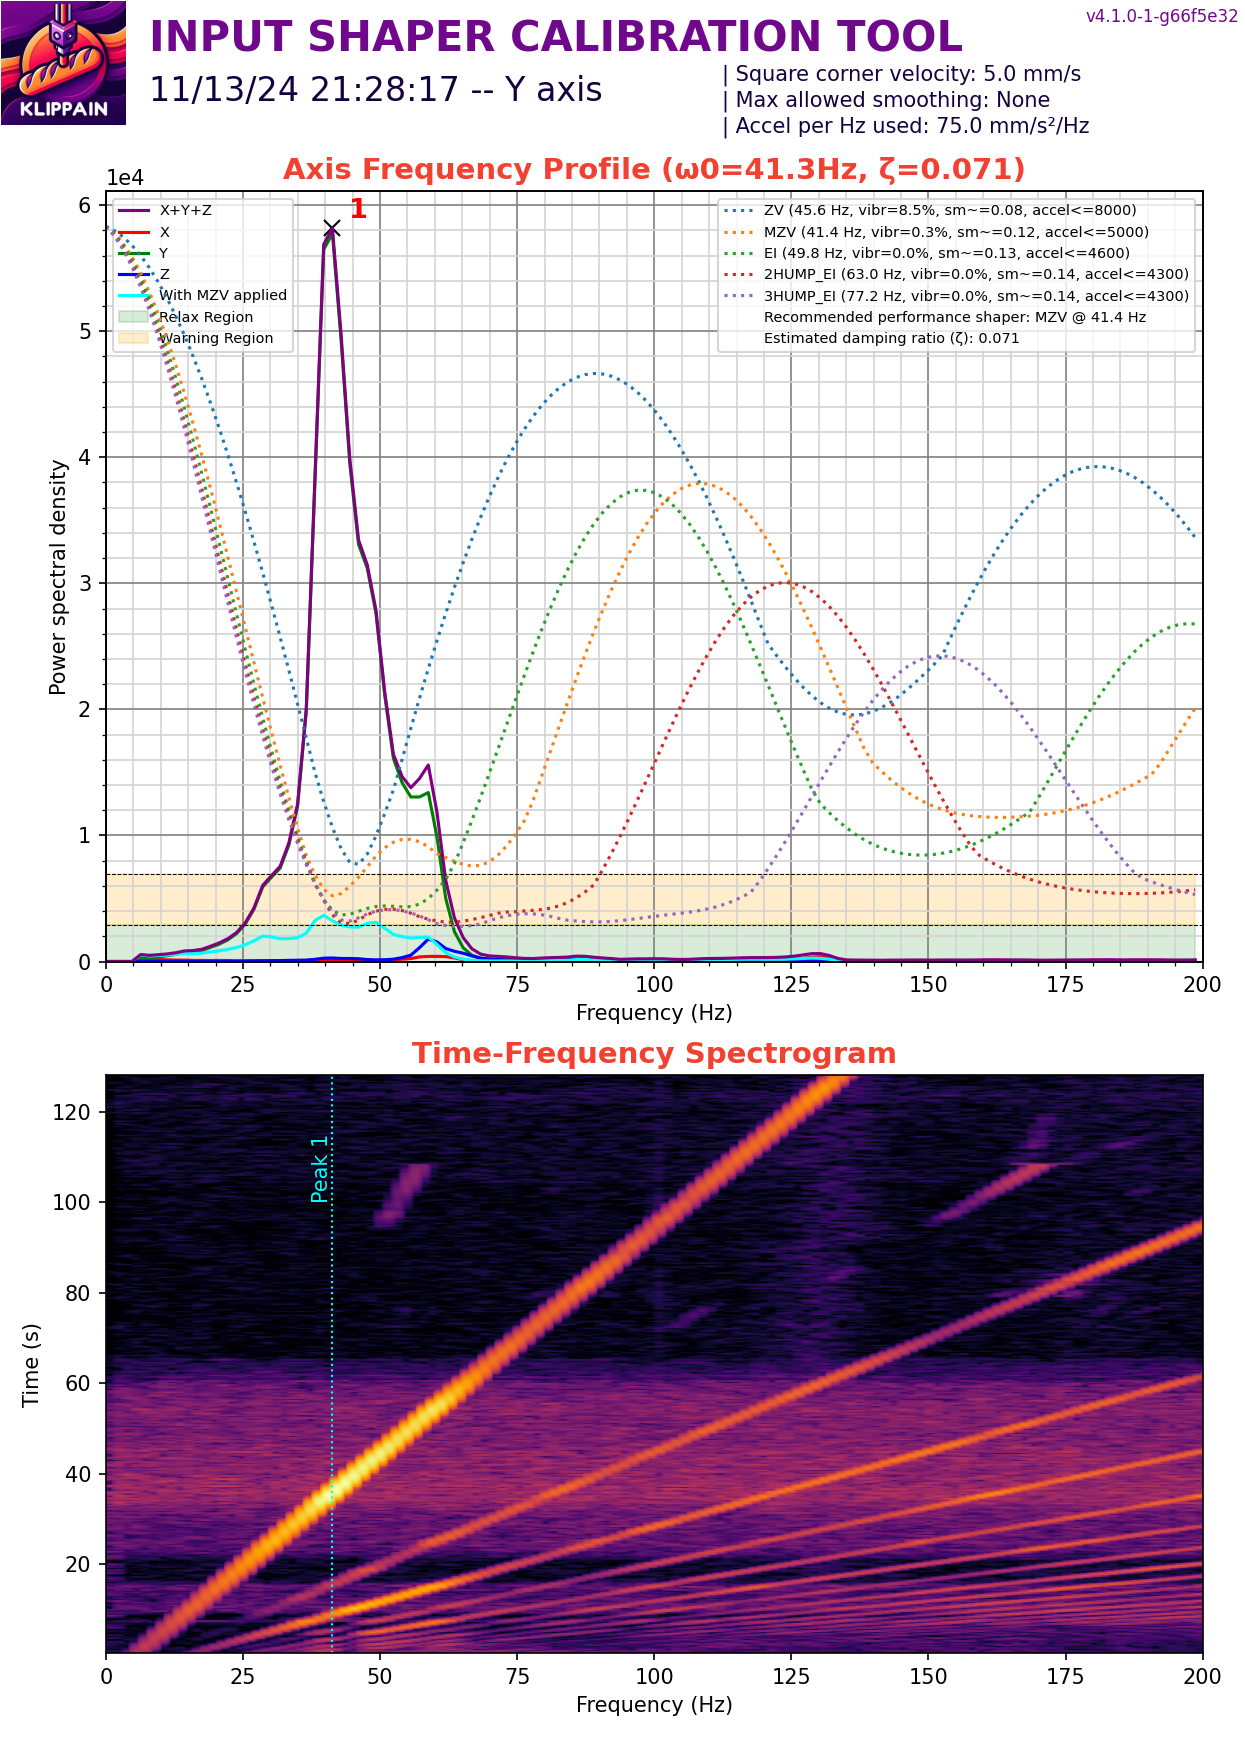 v4.1.0-1-g66f5e32
INPUT SHAPER CALIBRATION TOOL
KLIPPAIN
11/13/24 21:28:17 -- Y axis
| Square corner velocity: 5.0 mm/s
| Max allowed smoothing: None
| Accel per Hz used: 75.0 mm/s²/Hz
Axis Frequency Profile (ω0=41.3Hz, ζ=0.071)
1e4
1
X+Y+Z
X
Y
Z
With MZV applied
Relax Region
Warning Region
ZV (45.6 Hz, vibr=8.5%, sm~=0.08, accel<=8000)
MZV (41.4 Hz, vibr=0.3%, sm~=0.12, accel<=5000)
EI (49.8 Hz, vibr=0.0%, sm~=0.13, accel<=4600)
2HUMP_EI (63.0 Hz, vibr=0.0%, sm~=0.14, accel<=4300)
3HUMP_EI (77.2 Hz, vibr=0.0%, sm~=0.14, accel<=4300)
Recommended performance shaper: MZV @ 41.4 Hz
Estimated damping ratio (ζ): 0.071
Power spectral density
6
5
4
3
2
1
0
0 25 50 75 100 125 150 175 200
Frequency (Hz)
Time-Frequency Spectrogram
Peak 1
Time (s)
120
100
80
60
40
20
0 25 50 75 100 125 150 175 200
Frequency (Hz)